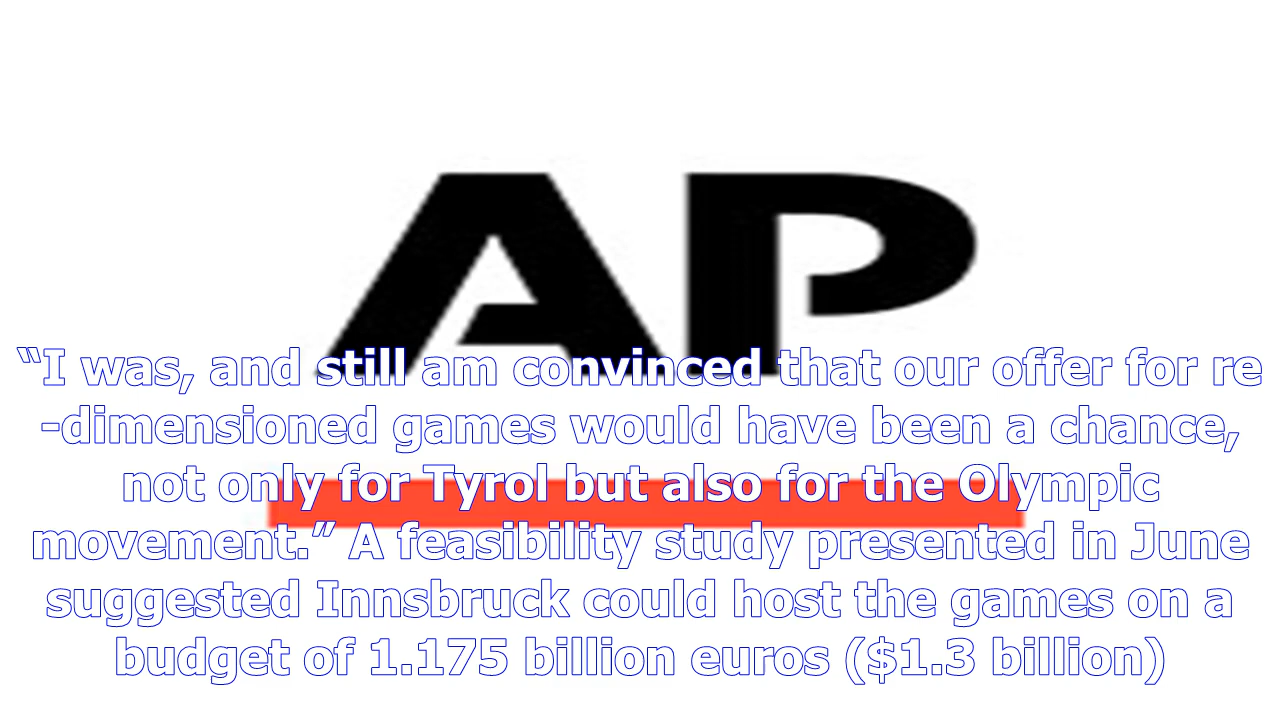 AP
“I was, and still am convinced that our offer for re
-dimensioned games would have been a chance,
not only for Tyrol but also for the Olympic
movement.” A feasibility study presented in June
suggested Innsbruck could host the games on a
budget of 1.175 billion euros ($1.3 billion)